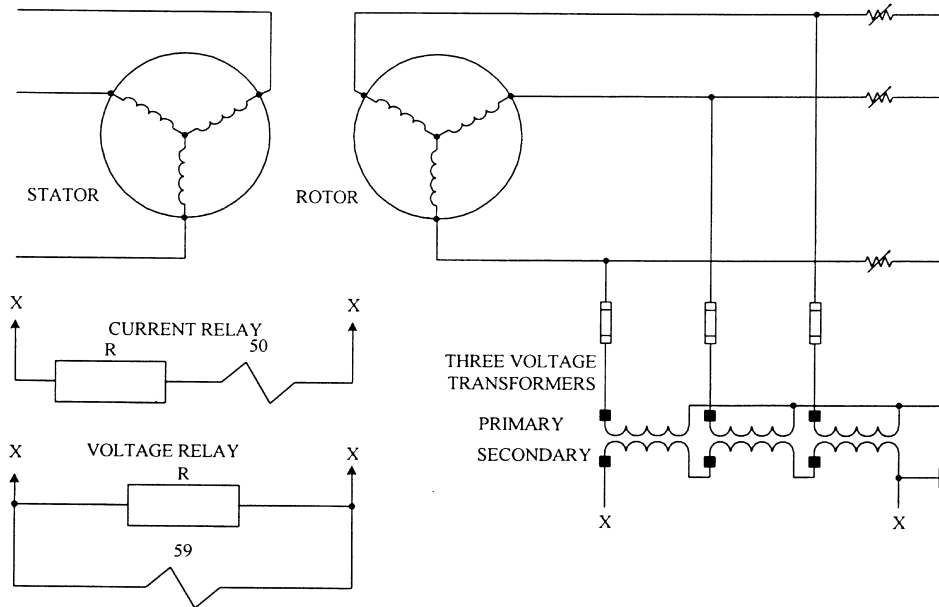 STATOR
ROTOR
X
X
CURRENT RELAY
50
R
THREE VOLTAGE
TRANSFORMERS
PRIMARY
SECONDARY
VOLTAGE RELAY
X
X
R
59
X
X